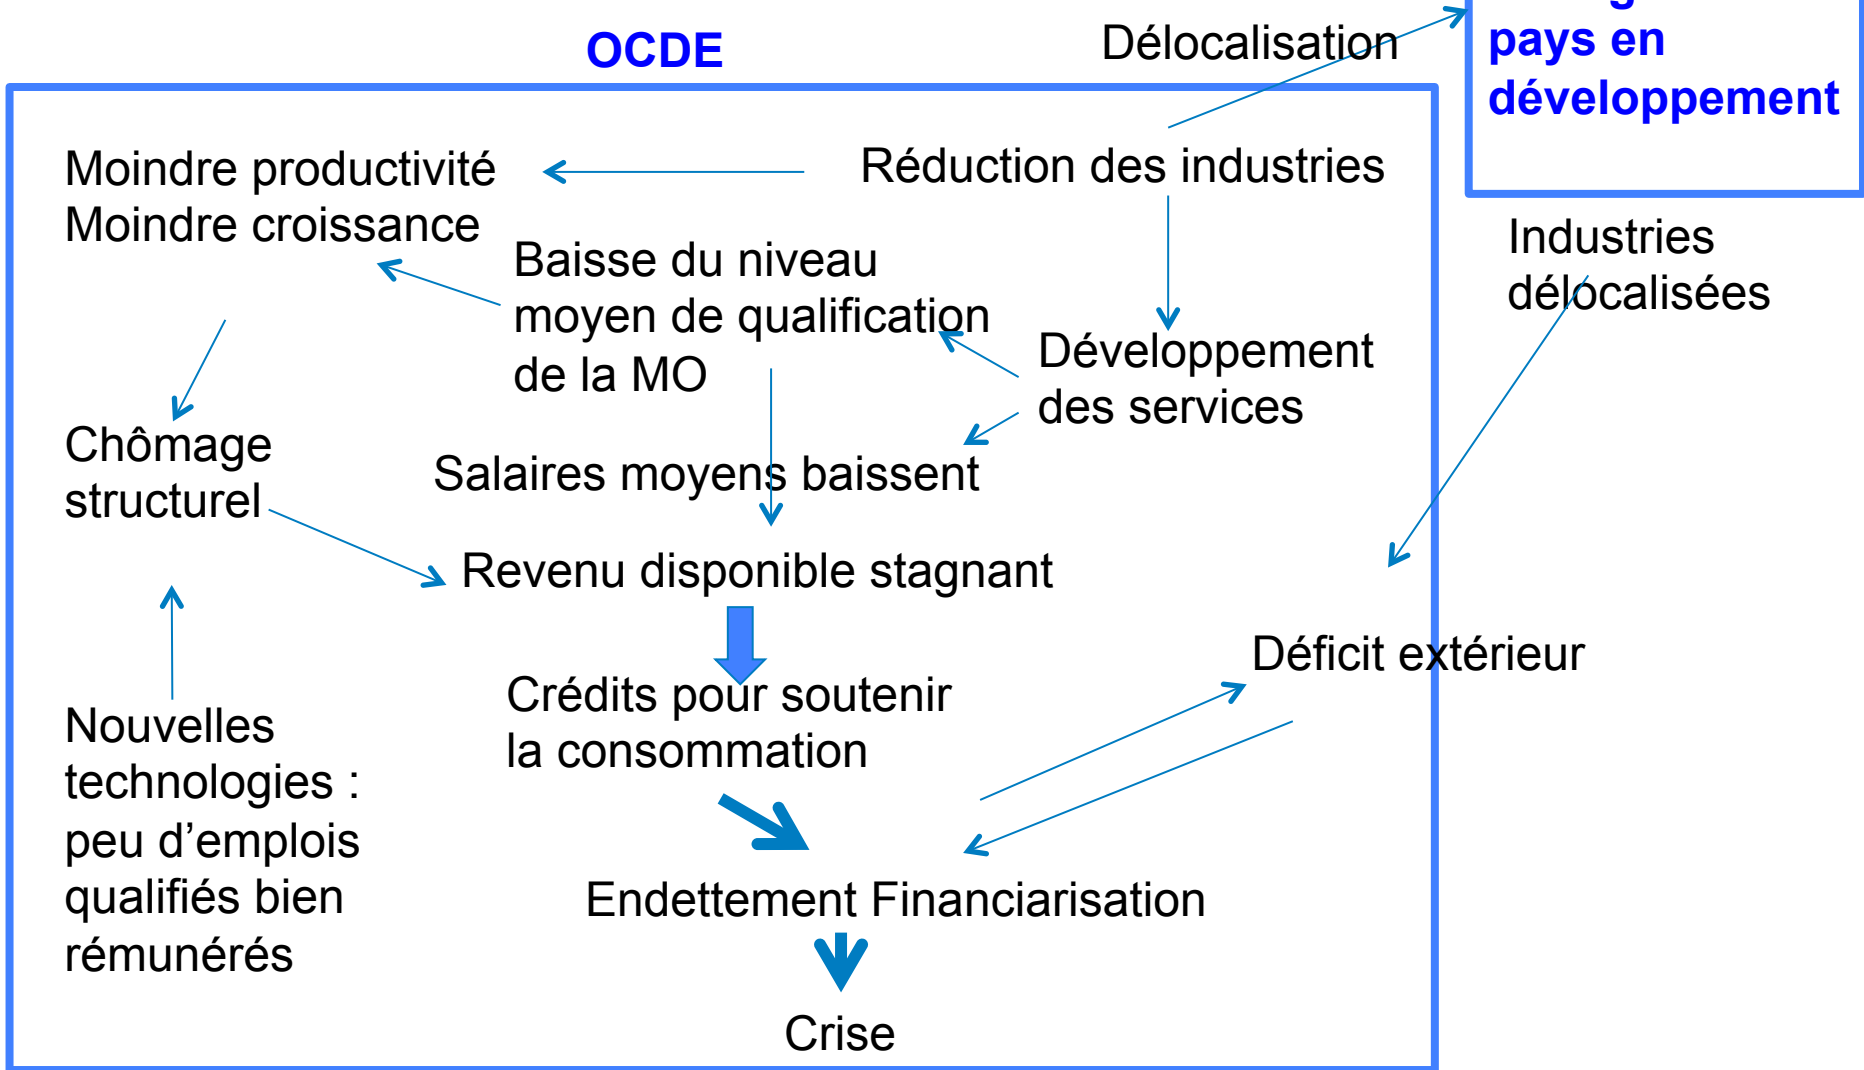 OCDE
Délocalisation
pays en
développement
Moindre productivité
Moindre croissance
Réduction des industries
Baisse du niveau
moyen de qualification
de la MO
Développement
des services
Industries
délocalisées
Chômage
structurel
Salaires moyens baissent
Revenu disponible stagnant
Déficit extérieur
Crédits pour soutenir
la consommation
Nouvelles
technologies :
peu d’emplois
qualifiés bien
rémunérés
Endettement Financiarisation
Crise